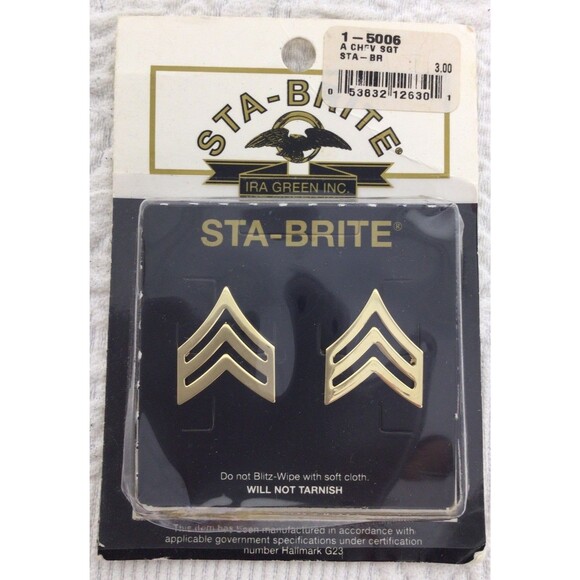 1-5006
A CHEV SGT
STA-BR
3.00
0 53832 12630 1
STA-BRITE®
IRA GREEN INC.
STA-BRITE®
Do not Blitz-Wipe with soft cloth.
WILL NOT TARNISH
This item has been manufactured in accordance with
applicable government specifications under certification
number Hallmark G23